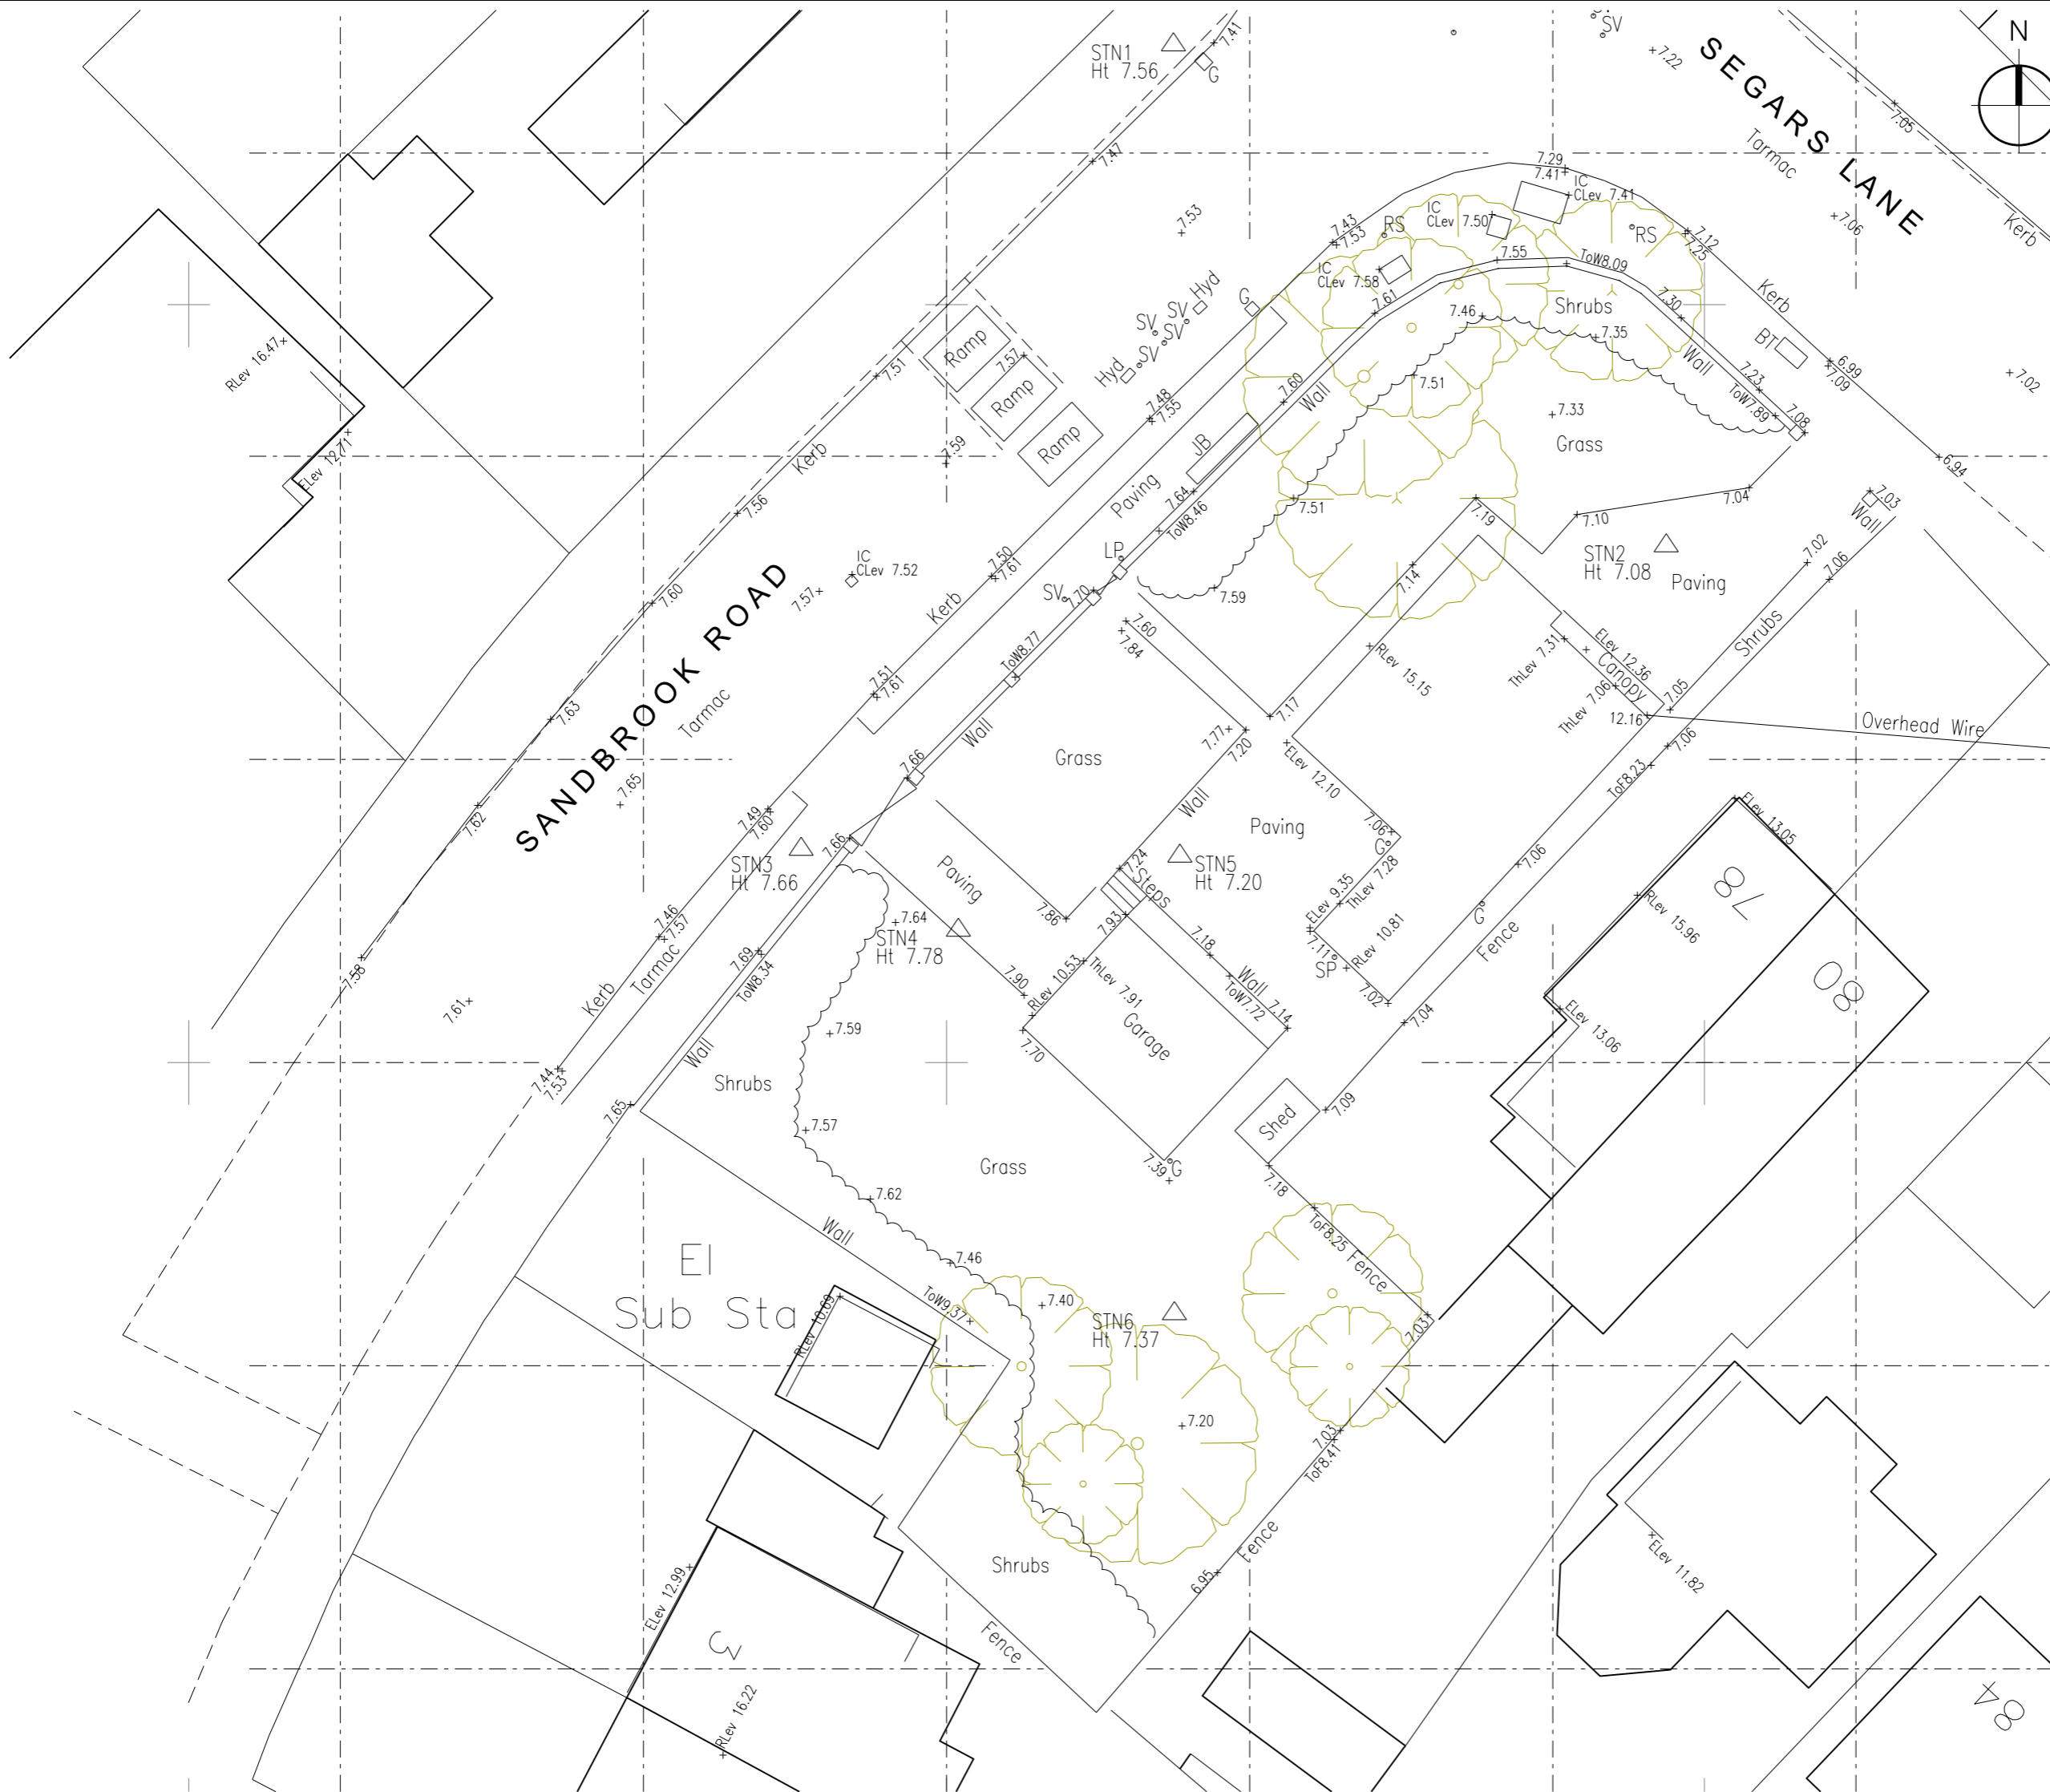 STN1
Ht 7.56
7.41
G
SV
7.22
SEGARS LANE
N
7.05
Tarmac
7.06
Kerb
7.47
7.53
7.29
7.41
IC
CLev 7.41
IC
CLev 7.50
RS
RS
7.43
7.53
7.12
7.25
7.55
ToW8.09
IC
CLev 7.58
7.61
7.46
Shrubs
7.35
7.30
Kerb
BT
Wall
7.23
ToW7.89
7.08
6.99
7.09
7.02
RLev 16.47
ELev 12.71
7.51
Ramp
7.57
Ramp
Ramp
7.59
Hyd
SV
SV
SV
SV
Hyd
G
7.48
7.55
7.60
Wall
7.51
7.33
Grass
6.94
Kerb
7.56
JB
Paving
7.64
ToW8.46
7.51
7.19
7.10
7.04
7.03
Wall
IC
CLev 7.52
7.57
7.60
7.50
7.61
Kerb
LP
SV
7.70
7.59
7.14
STN2
Ht 7.08
Paving
7.02
7.06
SANDBROOK ROAD
Tarmac
7.63
7.65
7.62
7.51
7.61
ToW8.77
Wall
7.60
7.84
RLev 15.15
ThLev 7.31
ELev 12.36
Canopy
ThLev 7.06
12.16
Shrubs
7.05
7.06
Overhead Wire
7.66
Grass
7.77
7.20
7.17
ELev 12.10
ToF8.23
7.49
7.60
STN3
Ht 7.66
7.66
Paving
Wall
Paving
7.06
G
7.24
Steps
STN5
Ht 7.20
ELev 9.35
ThLev 7.28
7.06
ELev 13.05
78
RLev 15.96
80
7.46
7.57
7.64
STN4
Ht 7.78
7.86
7.93
7.18
Wall
ToW7.72
7.14
7.11
SP
RLev 10.81
7.02
G
Fence
7.04
ELev 13.06
7.58
7.61
Kerb
Tarmac
7.69
ToW8.34
7.90
RLev 10.53
ThLev 7.91
Garage
7.59
7.70
7.44
7.53
Wall
Shrubs
7.65
7.57
Grass
7.39
G
Shed
7.09
7.18
7.62
Wall
7.46
ToF8.25
Fence
El
Sub Sta
RLev 10.69
ToW9.37
7.40
STN6
Ht 7.37
7.03
7.20
7.03
ToF8.41
ELev 12.99
3
RLev 16.22
Shrubs
Fence
6.95
Fence
ELev 11.82
84